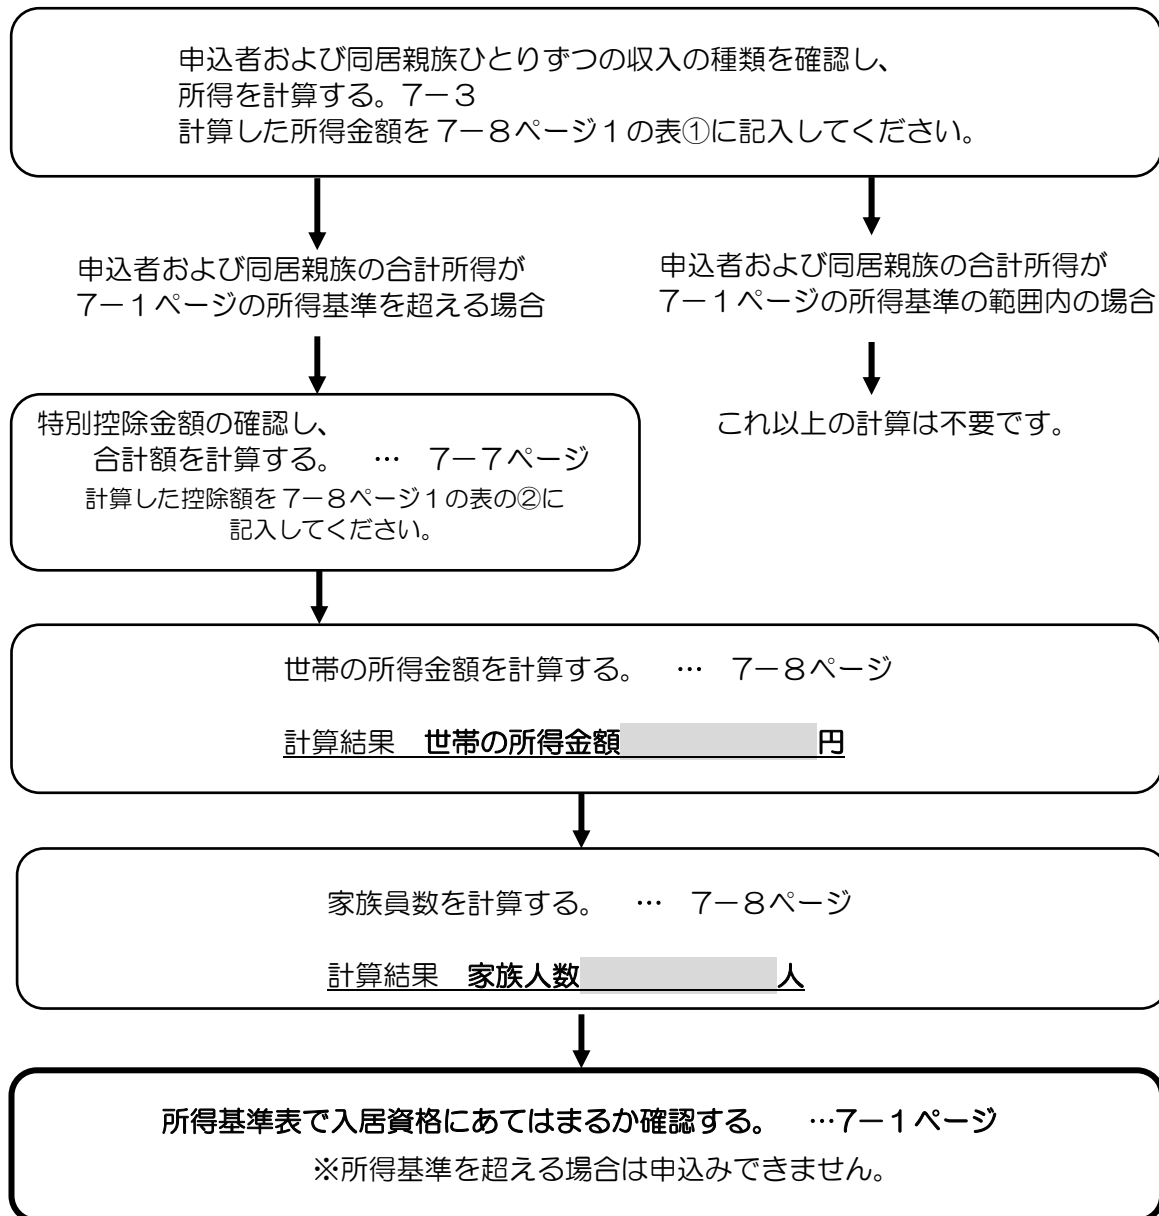 申込者および同居親族ひとりずつの収入の種類を確認し、
所得を計算する。7－3
計算した所得金額を7－8ページ1の表①に記入してください。
申込者および同居親族の合計所得が
7－1ページの所得基準を超える場合
申込者および同居親族の合計所得が
7－1ページの所得基準の範囲内の場合
特別控除金額の確認し、
合計額を計算する。　…　7－7ページ
計算した控除額を7－8ページ1の表の②に
記入してください。
これ以上の計算は不要です。
世帯の所得金額を計算する。　…　7－8ページ
計算結果　世帯の所得金額　　　　　　円
家族員数を計算する。　…　7－8ページ
計算結果　家族人数　　　　　　人
所得基準表で入居資格にあてはまるか確認する。　…7－1ページ
※所得基準を超える場合は申込みできません。